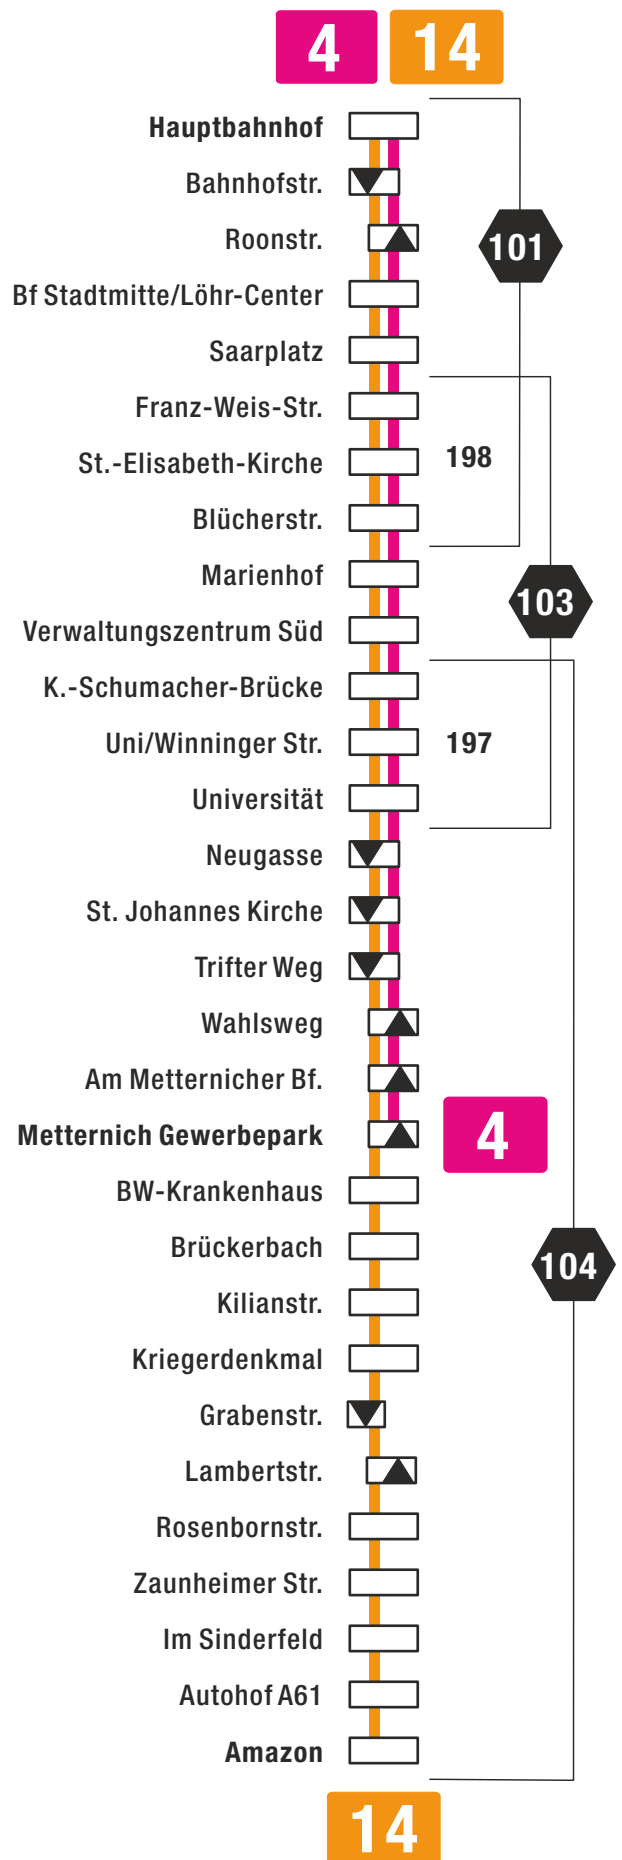 4 14
Hauptbahnhof
Bahnhofstr.
Roonstr.
101
Bf Stadtmitte/Löhr-Center
Saarplatz
Franz-Weis-Str.
St.-Elisabeth-Kirche 198
Blücherstr.
Marienhof
103
Verwaltungszentrum Süd
K.-Schumacher-Brücke
Uni/Winninger Str. 197
Universität
Neugasse
St. Johannes Kirche
Trifter Weg
Wahlsweg
Am Metternicher Bf.
Metternich Gewerbepark 4
BW-Krankenhaus
Brückerbach
104
Kilianstr.
Kriegerdenkmal
Grabenstr.
Lambertstr.
Rosenbornstr.
Zaunheimer Str.
Im Sinderfeld
Autohof A61
Amazon
14